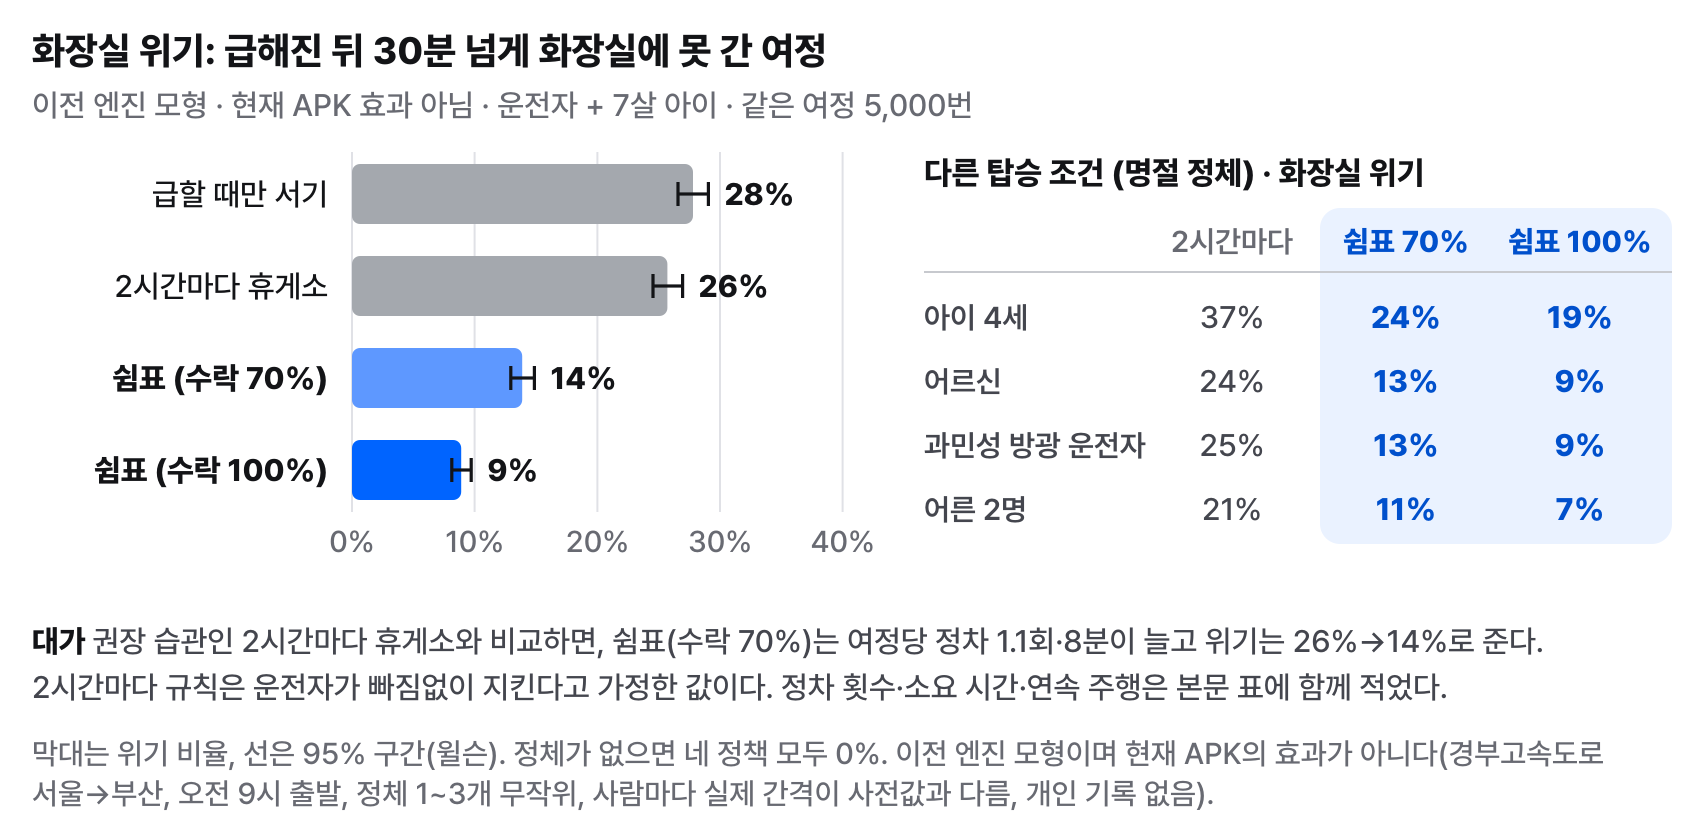 화장실 위기: 급해진 뒤 30분 넘게 화장실에 못 간 여정
이전 엔진 모형 · 현재 APK 효과 아님 · 운전자 + 7살 아이 · 같은 여정 5,000번
급할 때만 서기 28%
2시간마다 휴게소 26%
쉼표 (수락 70%) 14%
쉼표 (수락 100%) 9%
0% 10% 20% 30% 40%
다른 탑승 조건 (명절 정체) · 화장실 위기
2시간마다 쉼표 70% 쉼표 100%
아이 4세 37% 24% 19%
어르신 24% 13% 9%
과민성 방광 운전자 25% 13% 9%
어른 2명 21% 11% 7%
대가 권장 습관인 2시간마다 휴게소와 비교하면, 쉼표(수락 70%)는 여정당 정차 1.1회·8분이 늘고 위기는 26%→14%로 준다.
2시간마다 규칙은 운전자가 빠짐없이 지킨다고 가정한 값이다. 정차 횟수·소요 시간·연속 주행은 본문 표에 함께 적었다.
막대는 위기 비율, 선은 95% 구간(윌슨). 정체가 없으면 네 정책 모두 0%. 이전 엔진 모형이며 현재 APK의 효과가 아니다(경부고속도로
서울→부산, 오전 9시 출발, 정체 1~3개 무작위, 사람마다 실제 간격이 사전값과 다름, 개인 기록 없음).